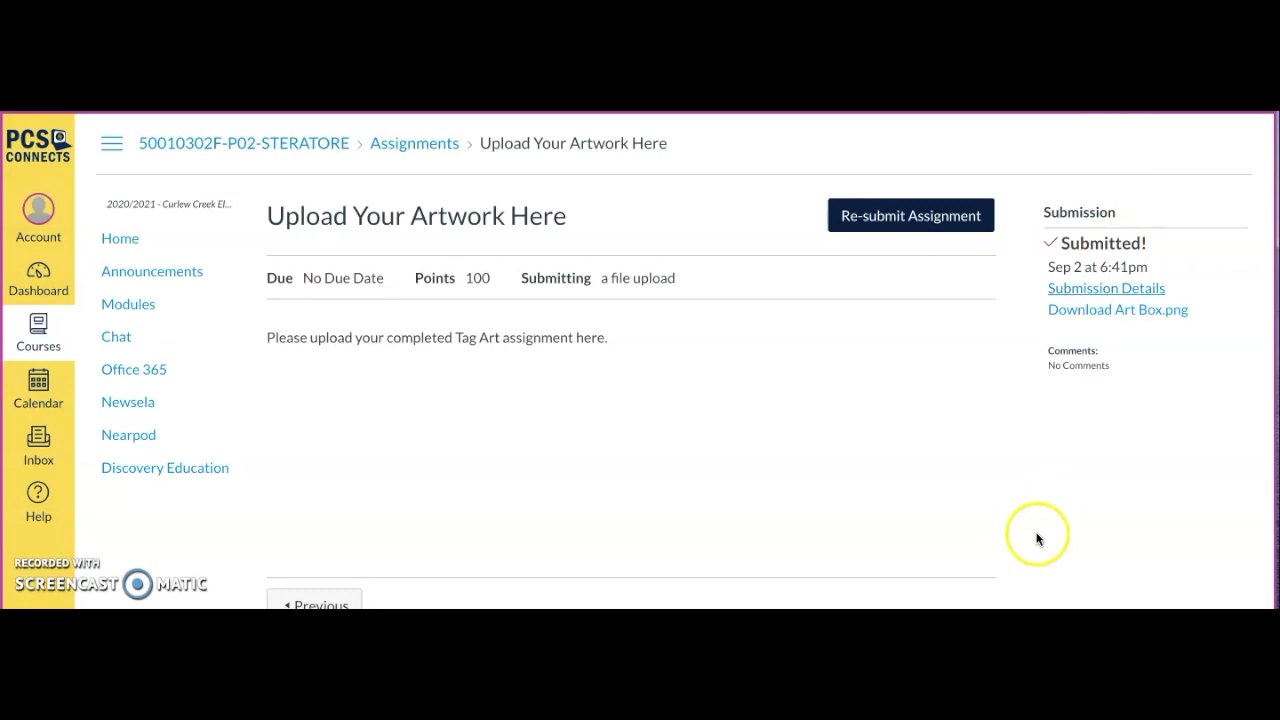 PCS
CONNECTS
50010302F-P02-STERATORE > Assignments > Upload Your Artwork Here
Account
Dashboard
Courses
Calendar
Inbox
Help
2020/2021 - Curlew Creek El...
Home
Announcements
Modules
Chat
Office 365
Newsela
Nearpod
Discovery Education
Upload Your Artwork Here
Re-submit Assignment
Due No Due Date Points 100 Submitting a file upload
Please upload your completed Tag Art assignment here.
Previous
Submission
Submitted!
Sep 2 at 6:41pm
Submission Details
Download Art Box.png
Comments:
No Comments
RECORDED WITH
SCREENCAST MATIC